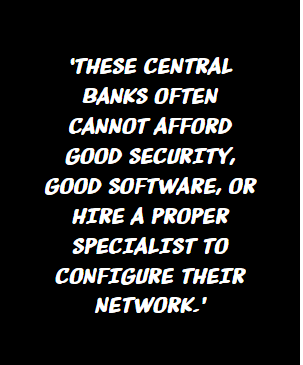 'THESE CENTRAL
BANKS OFTEN
CANNOT AFFORD
GOOD SECURITY,
GOOD SOFTWARE, OR
HIRE A PROPER
SPECIALIST TO
CONFIGURE THEIR
NETWORK.'